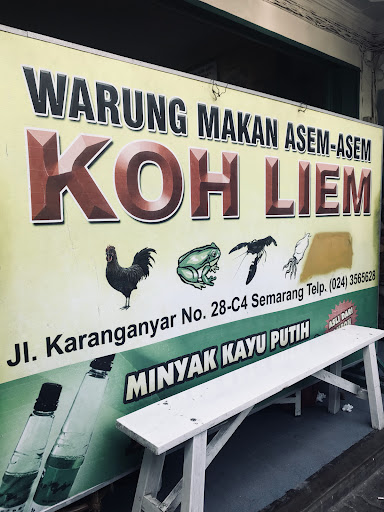 WARUNG MAKAN ASEM-ASEM
KOH LIEM
Jl. Karanganyar No. 28-C4 Semarang Telp. (024) 3565628
MINYAK KAYU PUTIH